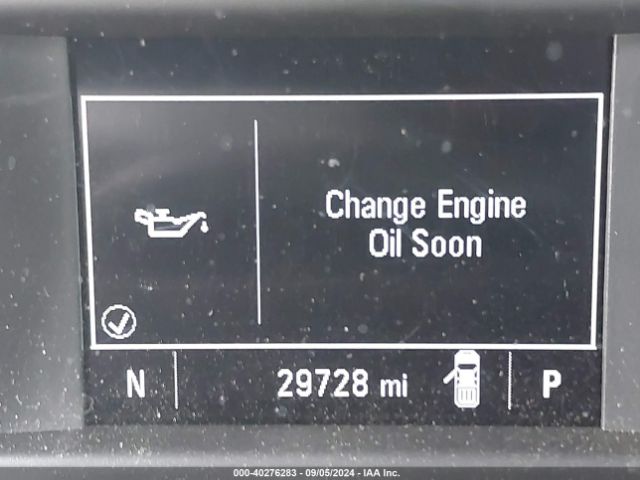 Change Engine
Oil Soon
N 29728 mi P
000-40276283 - 09/05/2024 - IAA Inc.